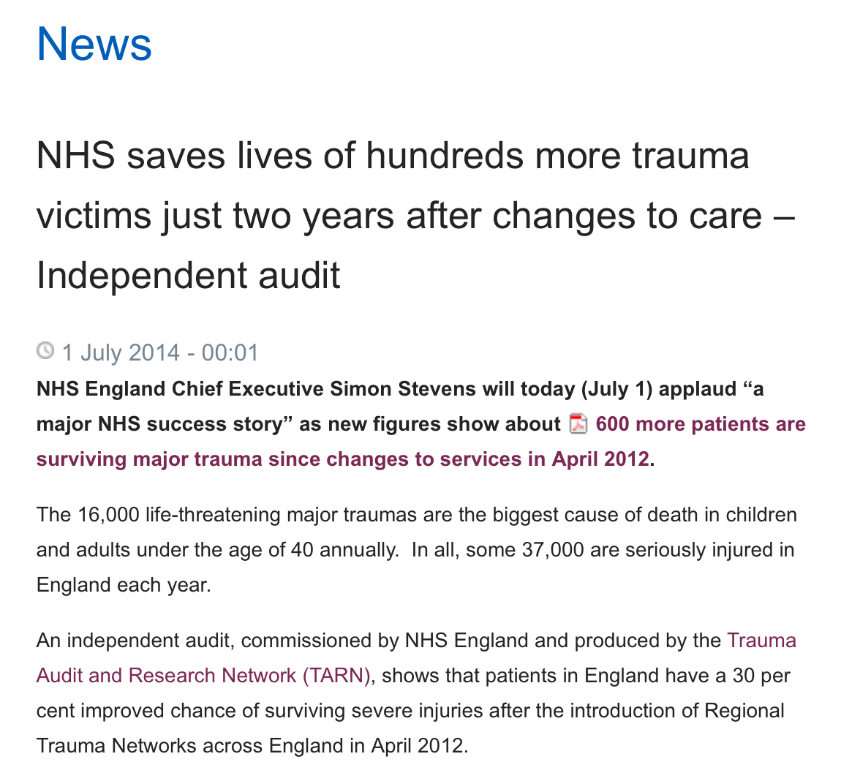 News
NHS saves lives of hundreds more trauma
victims just two years after changes to care –
Independent audit
1 July 2014 - 00:01
NHS England Chief Executive Simon Stevens will today (July 1) applaud “a
major NHS success story” as new figures show about 600 more patients are
surviving major trauma since changes to services in April 2012.
The 16,000 life-threatening major traumas are the biggest cause of death in children
and adults under the age of 40 annually.  In all, some 37,000 are seriously injured in
England each year.
An independent audit, commissioned by NHS England and produced by the Trauma
Audit and Research Network (TARN), shows that patients in England have a 30 per
cent improved chance of surviving severe injuries after the introduction of Regional
Trauma Networks across England in April 2012.